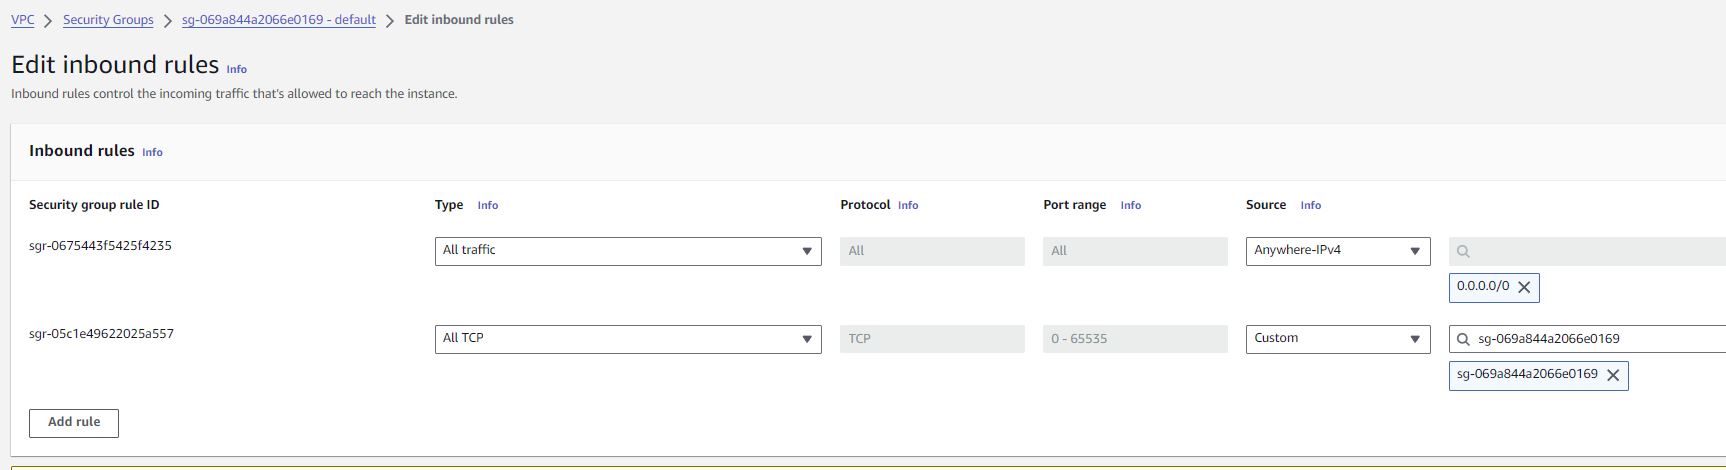 VPC > Security Groups > sg-069a844a2066e0169 - default > Edit inbound rules
Edit inbound rules Info
Inbound rules control the incoming traffic that's allowed to reach the instance.
Inbound rules Info
Security group rule ID Type Info Protocol Info Port range Info Source Info
sgr-0675443f5425f4235 All traffic All All Anywhere-IPv4
0.0.0.0/0
sgr-05c1e49622025a557 All TCP TCP 0 - 65535 Custom sg-069a844a2066e0169
sg-069a844a2066e0169
Add rule